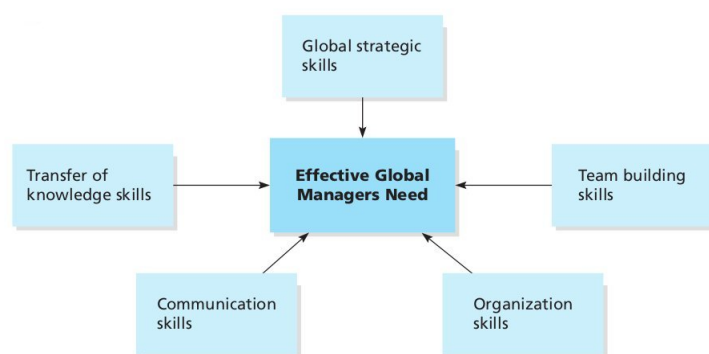 Global strategic
skills
Transfer of
knowledge skills
Effective Global
Managers Need
Team building
skills
Communication
skills
Organization
skills